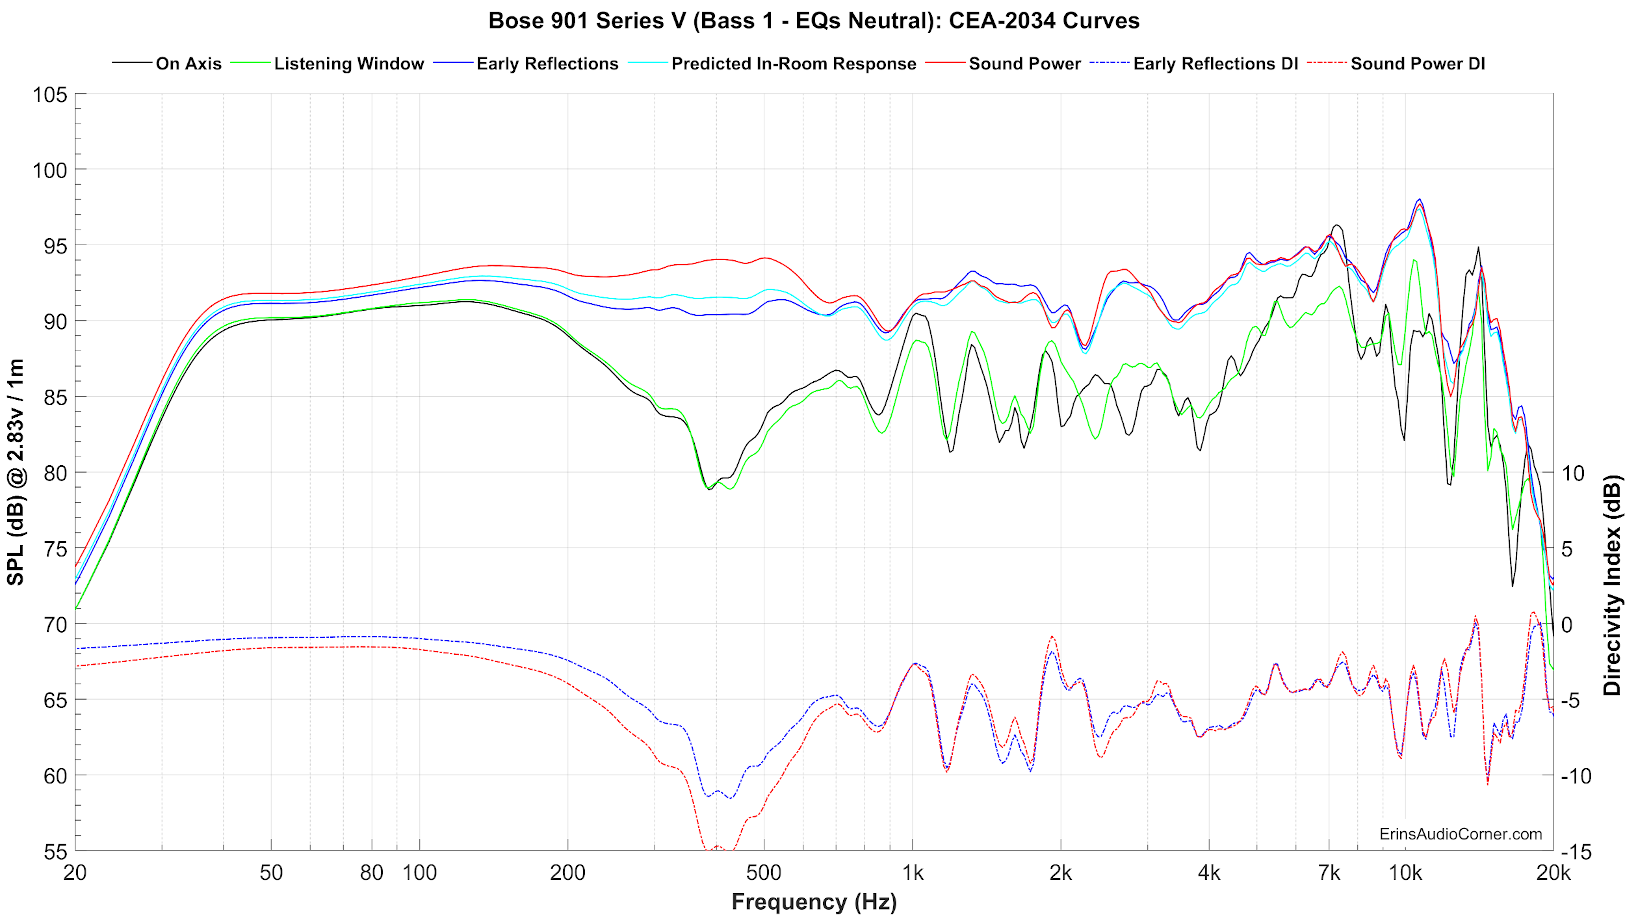 Bose 901 Series V (Bass 1 - EQs Neutral): CEA-2034 Curves
On Axis Listening Window Early Reflections Predicted In-Room Response Sound Power Early Reflections DI Sound Power DI
105
100
95
90
85
80
75
70
65
60
55
SPL (dB) @ 2.83v / 1m
10
5
0
-5
-10
-15
Direcivity Index (dB)
ErinsAudioCorner.com
20 50 80 100 200 500 1k 2k 4k 7k 10k 20k
Frequency (Hz)